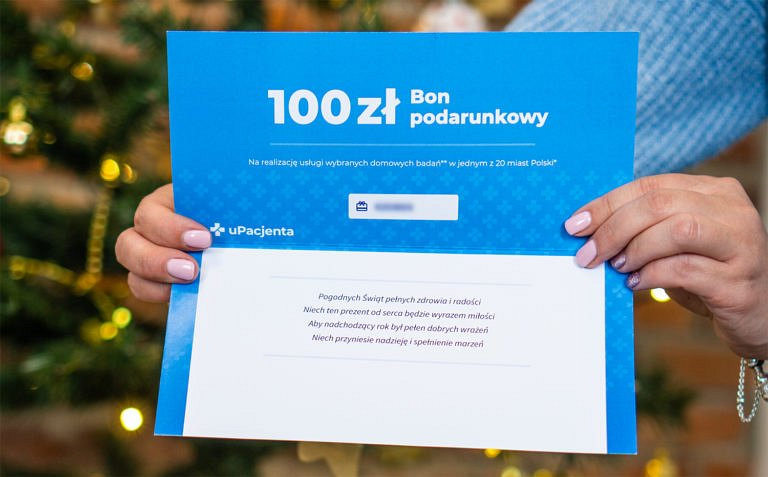 100 zł Bon
podarunkowy
Na realizację usługi wybranych domowych badań** w jednym z 20 miast Polski*
uPacjenta
Pogodnych Świąt pełnych zdrowia i radości
Niech ten prezent od serca będzie wyrazem miłości
Aby nadchodzący rok był pełen dobrych wrażeń
Niech przyniesie nadzieję i spełnienie marzeń